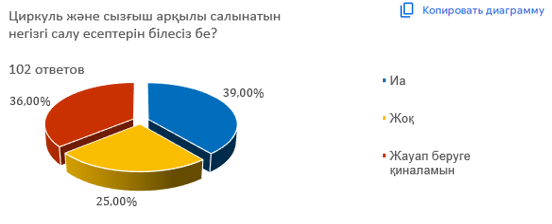 Копировать диаграмму
Циркуль және сызғыш арқылы салынатын
негізгі салу есептерін білесіз бе?
102 ответов
36,00%
39,00%
25,00%
Иа
Жоқ
Жауап беруге
қиналамын